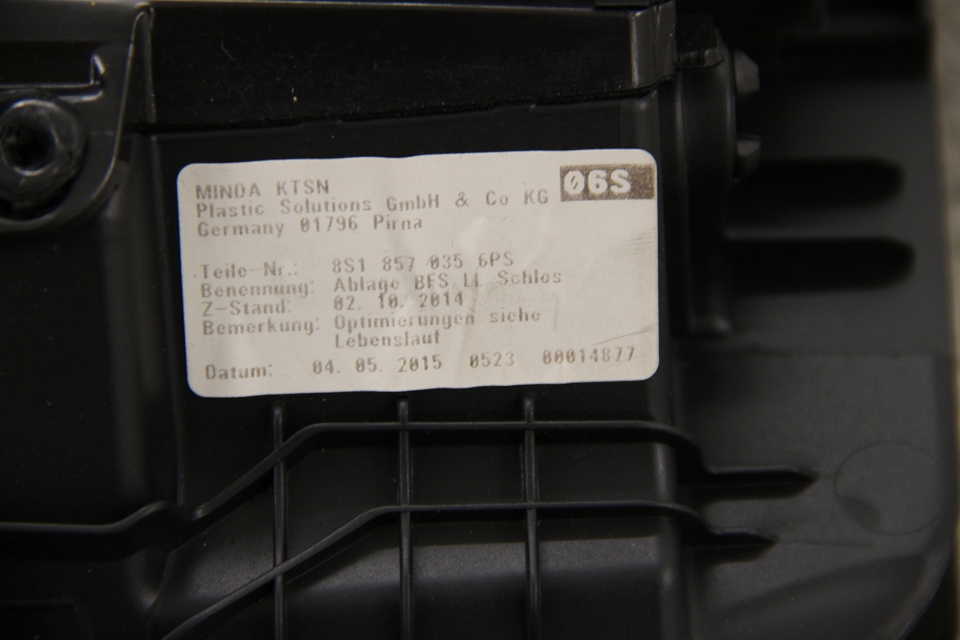 MINDA KTSN 06S
Plastic Solutions GmbH & Co KG
Germany 01796 Pirna
Teile-Nr.: 8S1 857 035 6PS
Benennung: Ablage BFS LL Schlos
Z-Stand: 02. 10. 2014
Bemerkung: Optimierungen siehe
Lebenslauf
Datum: 04. 05. 2015 0523 00014877